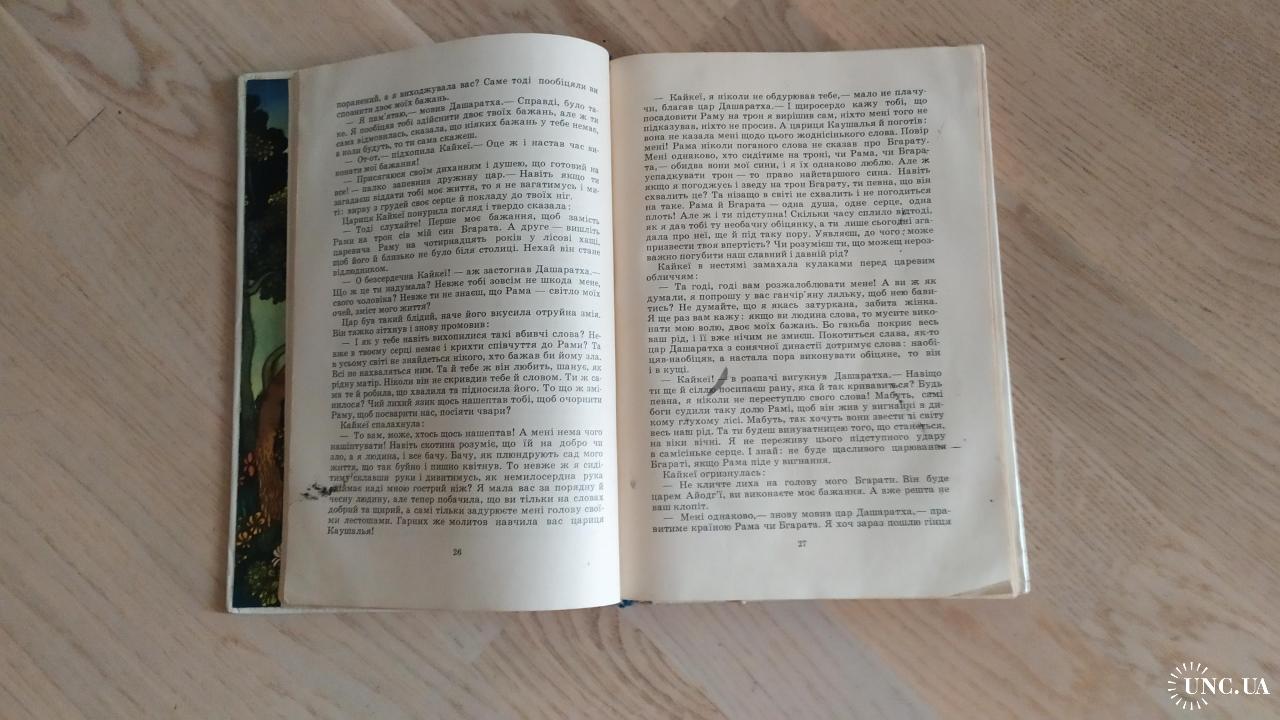 поранений, а я виходжувала вас? Саме тоді пообіцяли ви
сповнити двоє моїх бажань.
— Я пам'ятаю,— мовив Дашаратха.— Справді, було та-
ке. Я пообіцяв тобі здійснити двоє твоїх бажань, але ж ти
сама відмовилась, сказала, що ніяких бажань у тебе немає,
а коли будуть, то ти сама скажеш.
— От-от,— підхопила Кайкеї.— Оце ж і настав час ви-
конати мої бажання!
— Присягаюся своїм диханням і душею, що готовий на
все! — палко запевнив дружину цар.— Навіть якщо ти
загадаєш віддати тобі моє життя, то я не вагатимусь і ми-
ті: вирву з грудей своє серце й покладу до твоїх ніг.
Цариця Кайкеї понурила погляд і твердо сказала:
— Тоді слухайте! Перше моє бажання, щоб замість
Рами на трон сів мій син Бгарата. А друге — вишліть
царевича Раму на чотирнадцять років у лісові хащі,
щоб його й близько не було біля столиці. Нехай він стане
відлюдником.
— О безсердечна Кайкеї! — аж застогнав Дашаратха.—
Що ж це ти надумала? Невже тобі зовсім не шкода мене,
свого чоловіка? Невже ти не знаєш, що Рама — світло моїх
очей, зміст мого життя?
Цар був такий блідий, наче його вкусила отруйна змія.
Він тяжко зітхнув і знову промовив:
— І як у тебе навіть вихопилися такі вбивчі слова? Не-
вже в твоєму серці немає і крихти співчуття до Рами? Та
в усьому світі не знайдеться нікого, хто бажав би йому зла.
Всі не нахваляться ним. Та й тебе ж він любить, шанує, як
рідну матір. Ніколи він не скривдив тебе й словом. Ти ж са-
ма те й робила, що хвалила та підносила його. То що ж змі-
нилося? Чий лихий язик щось нашептав тобі, щоб очорнити
Раму, щоб посварити нас, посіяти чвари?
Кайкеї спалахнула:
— То вам, може, хтось щось нашептав! А мені нема чого
нашіптувати! Навіть скотина розуміє, що їй на добро чи
зло, а я людина, і все бачу. Бачу, як плюндрують сад мого
життя, що так буйно і пишно квітнув. То невже ж я сиді-
тиму склавши руки і дивитимусь, як немилосердна рука
здіймає наді мною гострий ніж? Я мала вас за порядну й
чесну людину, але тепер побачила, що ви тільки на словах
добрий та щирий, а самі тільки задурюєте мені голову свої-
ми лестощами. Гарних же молитов навчила вас цариця
Каушалья!
26
— Кайкеї, я ніколи не обдурював тебе,— мало не плачу-
чи, благав цар Дашаратха.— І щиросердо кажу тобі, що
посадовити Раму на трон я вирішив сам, ніхто мені того не
підказував, ніхто не просив. А цариця Каушалья й поготів:
вона не казала мені щодо цього жоднісінького слова. Повір
мені! Рама ніколи поганого слова не сказав про Бгарату.
Мені однаково, хто сидітиме на троні, чи Рама, чи Бгара-
та,— обидва вони мої сини, і я їх однаково люблю. Але ж
успадкувати трон — то право найстаршого сина. Навіть
якщо я погоджусь і зведу на трон Бгарату, ти певна, що він
схвалить це? Та нізащо в світі не схвалить і не погодиться
на таке. Рама й Бгарата — одна душа, одне серце, одна
плоть! Але ж і ти підступна! Скільки часу сплило відтоді,
як я дав тобі ту необачну обіцянку, а ти лише сьогодні зга-
дала про неї, ще й під таку пору. Уявляєш, до чого може
призвести твоя впертість? Чи розумієш ти, що можеш нероз-
важно погубити наш славний і давній рід?
Кайкеї в нестямі замахала кулаками перед царевим
обличчям:
— Та годі, годі вам розжалоблювати мене! А ви ж як
думали, я попрошу у вас ганчір'яну ляльку, щоб нею бави-
тись? Не думайте, що я якась затуркана, забита жінка.
Я ще раз вам кажу: якщо ви людина слова, то мусите вико-
нати мою волю, двоє моїх бажань. Бо ганьба покриє весь
ваш рід, і її вже нічим не змиєш. Покотиться слава, як-то
цар Дашаратха з сонячної династії дотримує слова: наобі-
цяв-наобіцяв, а настала пора виконувати обіцяне, то він
і в кущі.
— Кайкеї! — в розпачі вигукнув Дашаратха.— Навіщо
ти ще й сіллю посипаєш рану, яка й так кривавиться? Будь
певна, я ніколи не переступлю свого слова! Мабуть, самі
боги судили таку долю Рамі, щоб він жив у вигнанні в ди-
кому глухому лісі. Мабуть, так хочуть вони звести зі світу
весь наш рід. Та ти будеш винуватницею того, що станеться,
на віки вічні. Я не переживу цього підступного удару
в самісіньке серце. І знай: не буде щасливого царювання
Бгараті, якщо Рама піде у вигнання.
Кайкеї огризнулась:
— Не кличте лиха на голову мого Бгарати. Він буде
царем Айодг'ї, ви виконаєте моє бажання. А вже решта не
ваш клопіт.
— Мені однаково,— знову мовив цар Дашаратха,— пра-
витиме країною Рама чи Бгарата. Я хоч зараз пошлю гінця
27
UNC.UA